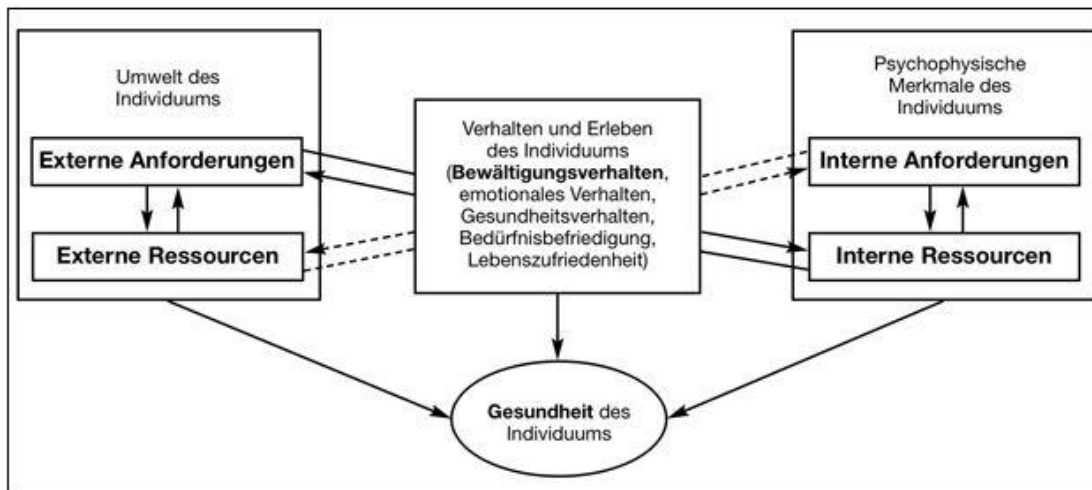 Umwelt des
Individuums
Externe Anforderungen
Externe Ressourcen
Verhalten und Erleben
des Individuums
(Bewältigungsverhalten,
emotionales Verhalten,
Gesundheitsverhalten,
Bedürfnisbefriedigung,
Lebenszufriedenheit)
Psychophysische
Merkmale des
Individuums
Interne Anforderungen
Interne Ressourcen
Gesundheit des
Individuums